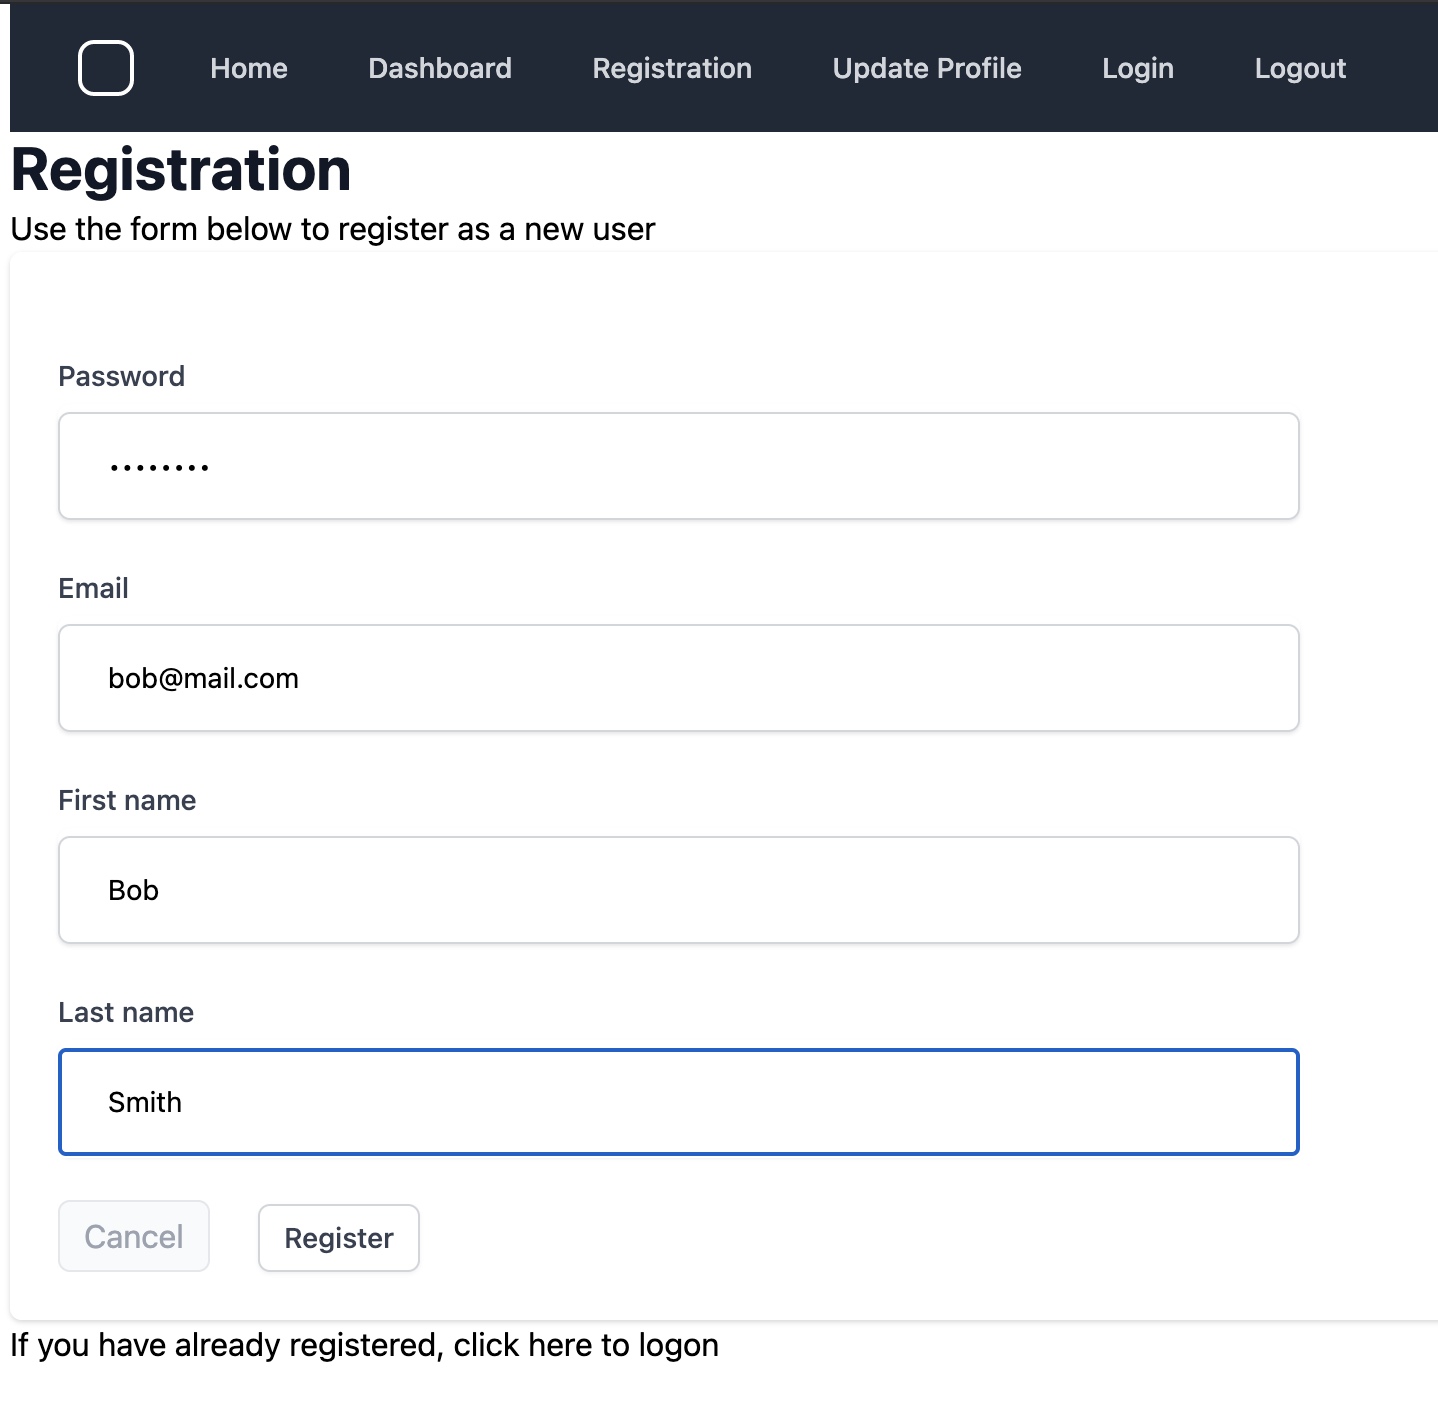 Home Dashboard Registration Update Profile Login Logout
Registration
Use the form below to register as a new user
Password
••••••••
Email
bob@mail.com
First name
Bob
Last name
Smith
Cancel Register
If you have already registered, click here to logon